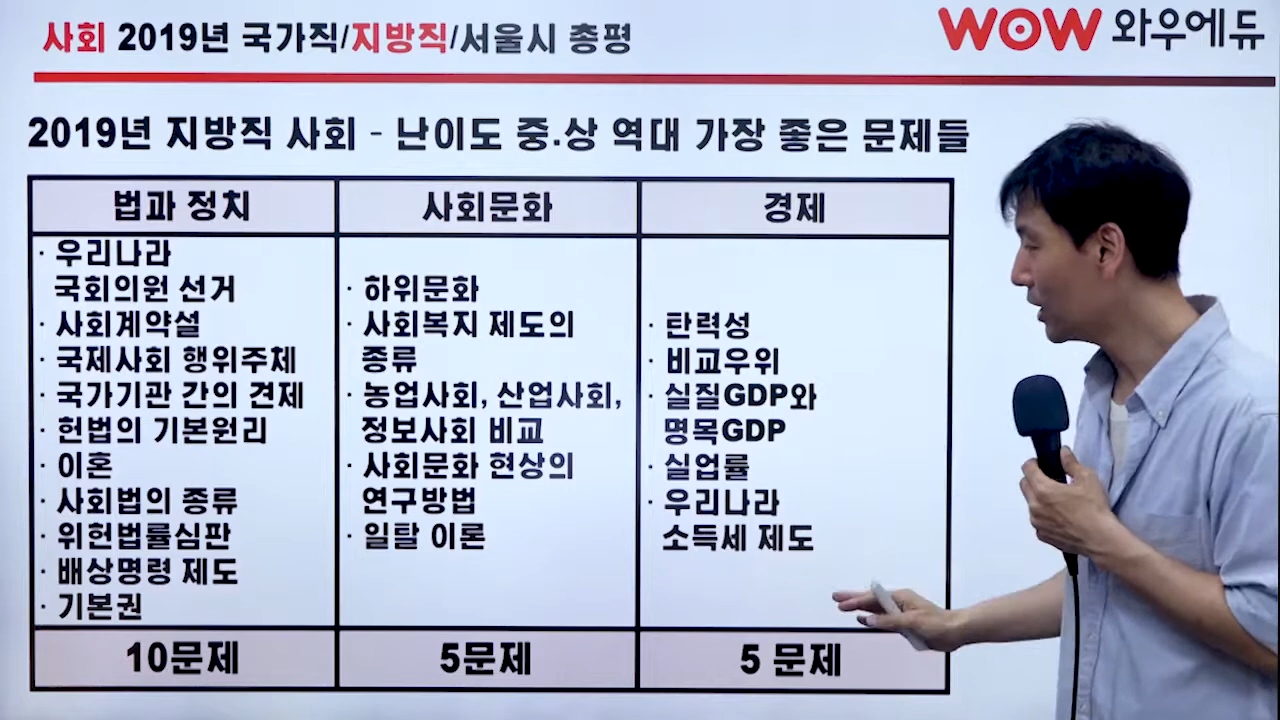 사회 2019년 국가직/지방직/서울시 총평
WOW 와우에듀
2019년 지방직 사회 - 난이도 중.상 역대 가장 좋은 문제들
법과 정치
· 우리나라
국회의원 선거
· 사회계약설
· 국제사회 행위주체
· 국가기관 간의 견제
· 헌법의 기본원리
· 이혼
· 사회법의 종류
· 위헌법률심판
· 배상명령 제도
· 기본권
10문제
사회문화
· 하위문화
· 사회복지 제도의
종류
· 농업사회, 산업사회,
정보사회 비교
· 사회문화 현상의
연구방법
· 일탈 이론
5문제
경제
· 탄력성
· 비교우위
· 실질GDP와
명목GDP
· 실업률
· 우리나라
소득세 제도
5 문제